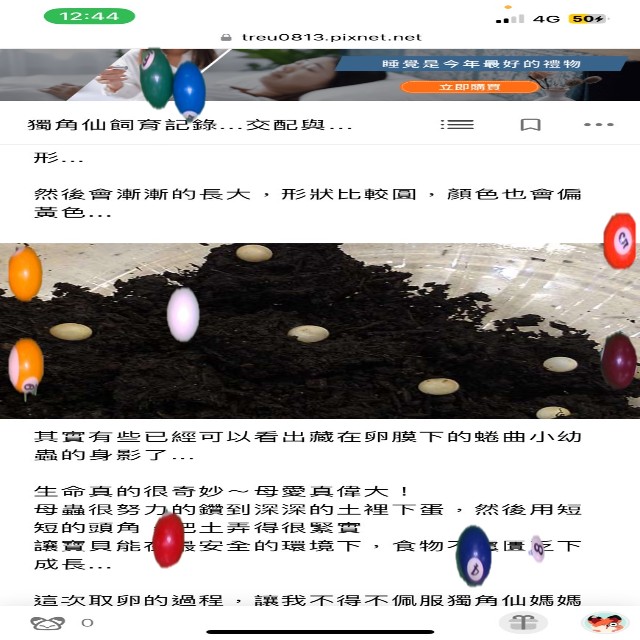 12:44
4G 50
treu0813.pixnet.net
睡覺是今年最好的禮物
立即購買
獨角仙飼育記錄...交配與...
形...
然後會漸漸的長大，形狀比較圓，顏色也會偏
黃色...
5
8
其實有些已經可以看出藏在卵膜下的蜷曲小幼
蟲的身影了...
生命真的很奇妙～母愛真偉大！
母蟲很努力的鑽到深深的土裡下蛋，然後用短
短的頭角 把土弄得很緊實
讓寶貝能在最安全的環境下，食物不 匱乏下
成長...
4
8
這次取卵的過程，讓我不得不佩服獨角仙媽媽
0